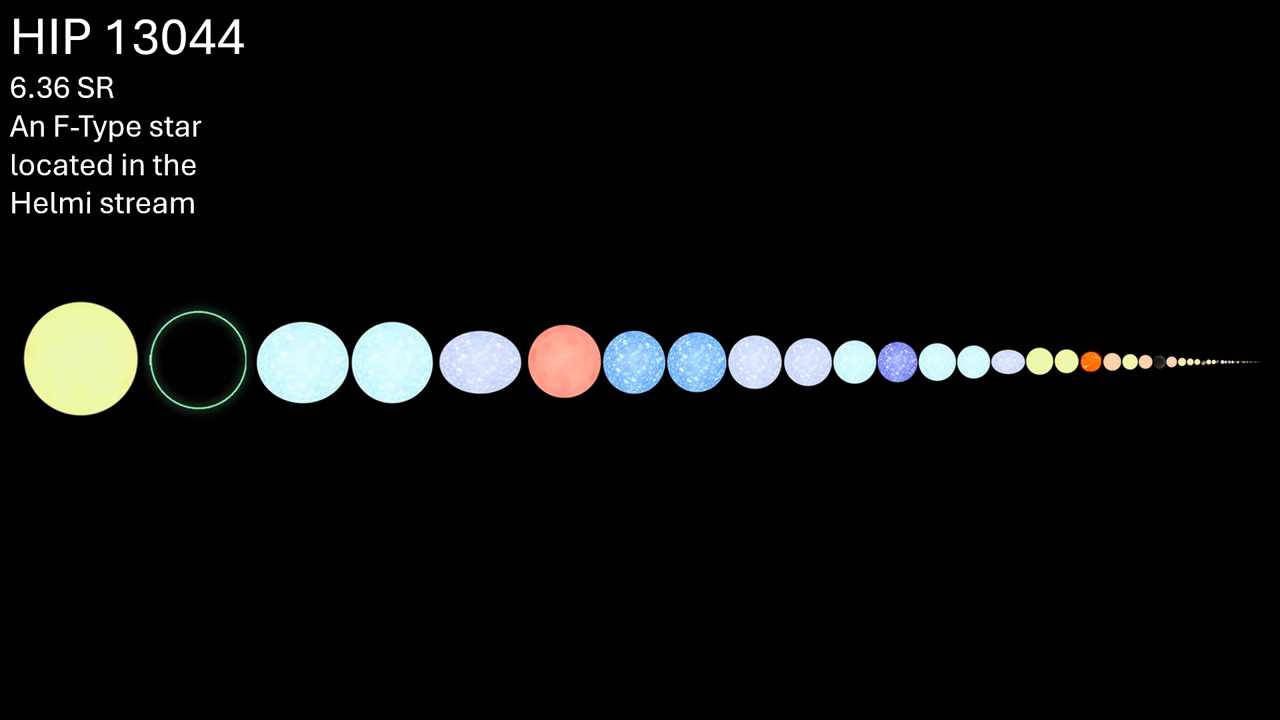 HIP 13044
6.36 SR
An F-Type star
located in the
Helmi stream